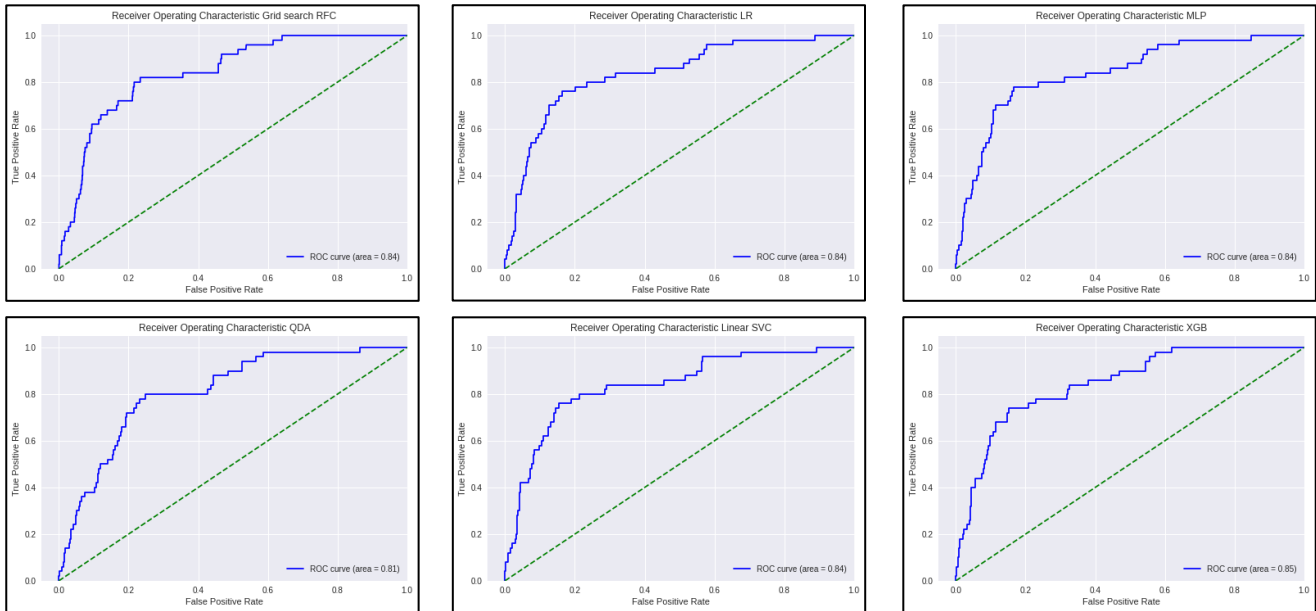 Receiver Operating Characteristic Grid search RFC
True Positive Rate
1.0
0.8
0.6
0.4
0.2
0.0
ROC curve (area = 0.84)
0.0 0.2 0.4 0.6 0.8 1.0
False Positive Rate
Receiver Operating Characteristic LR
True Positive Rate
1.0
0.8
0.6
0.4
0.2
0.0
ROC curve (area = 0.84)
0.0 0.2 0.4 0.6 0.8 1.0
False Positive Rate
Receiver Operating Characteristic MLP
True Positive Rate
1.0
0.8
0.6
0.4
0.2
0.0
ROC curve (area = 0.84)
0.0 0.2 0.4 0.6 0.8 1.0
False Positive Rate
Receiver Operating Characteristic QDA
True Positive Rate
1.0
0.8
0.6
0.4
0.2
0.0
ROC curve (area = 0.81)
0.0 0.2 0.4 0.6 0.8 1.0
False Positive Rate
Receiver Operating Characteristic Linear SVC
True Positive Rate
1.0
0.8
0.6
0.4
0.2
0.0
ROC curve (area = 0.84)
0.0 0.2 0.4 0.6 0.8 1.0
False Positive Rate
Receiver Operating Characteristic XGB
True Positive Rate
1.0
0.8
0.6
0.4
0.2
0.0
ROC curve (area = 0.85)
0.0 0.2 0.4 0.6 0.8 1.0
False Positive Rate